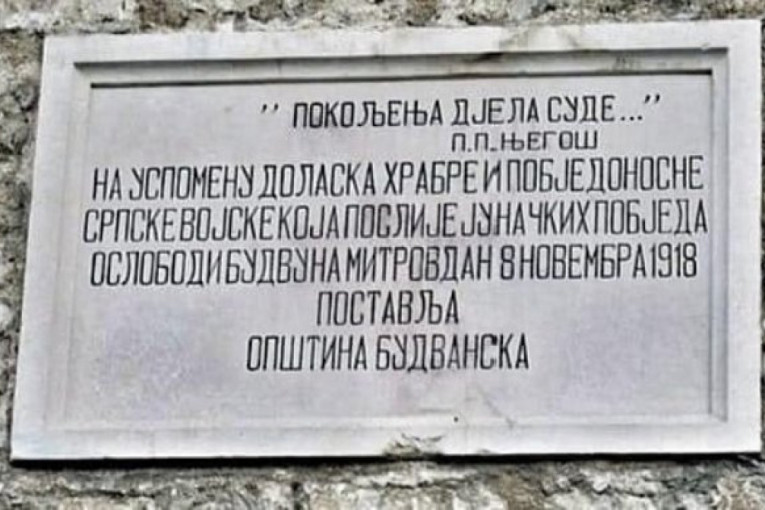 " ПОКОЉЕЊА ДЈЕЛА СУДЕ..."
П.П.ЊЕГОШ
НА УСПОМЕНУ ДОЛАСКА ХРАБРЕ И ПОБЈЕДОНОСНЕ
СРПСКЕ ВОЈСКЕ КОЈА ПОСЛИЈЕ ЈУНАЧКИХ ПОБЈЕДА
ОСЛОБОДИ БУДВУ НА МИТРОВДАН 8 НОВЕМБРА 1918
ПОСТАВЉА
ОПШТИНА БУДВАНСКА